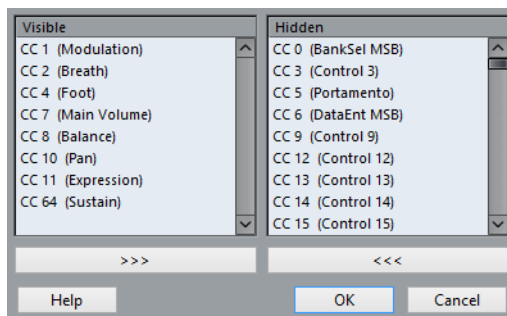 Visible
CC 1 (Modulation)
CC 2 (Breath)
CC 4 (Foot)
CC 7 (Main Volume)
CC 8 (Balance)
CC 10 (Pan)
CC 11 (Expression)
CC 64 (Sustain)
>>>
Hidden
CC 0 (BankSel MSB)
CC 3 (Control 3)
CC 5 (Portamento)
CC 6 (DataEnt MSB)
CC 9 (Control 9)
CC 12 (Control 12)
CC 13 (Control 13)
CC 14 (Control 14)
CC 15 (Control 15)
<<<
Help
OK
Cancel